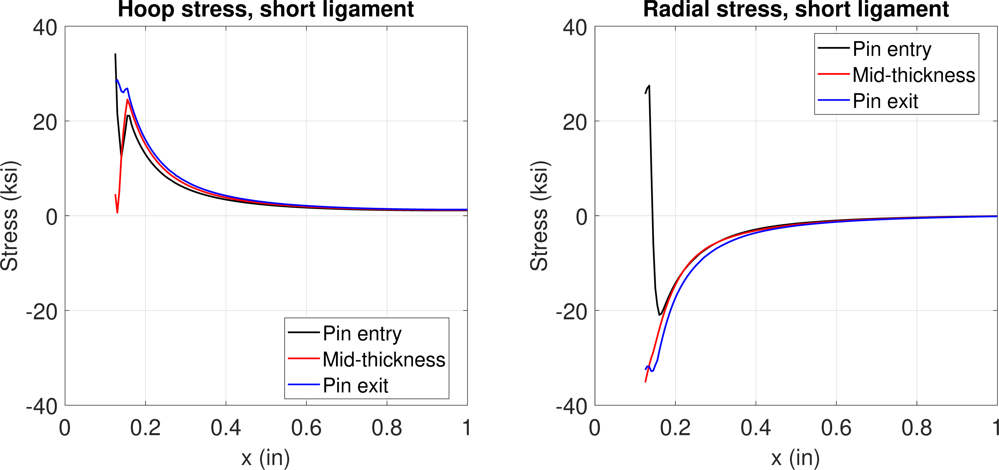 Hoop stress, short ligament
40
20
0
-20
-40
Stress (ksi)
0
0.2
0.4
0.6
0.8
1
x (in)
Pin entry
Mid-thickness
Pin exit
Radial stress, short ligament
40
20
0
-20
-40
Stress (ksi)
0
0.2
0.4
0.6
0.8
1
x (in)
Pin entry
Mid-thickness
Pin exit